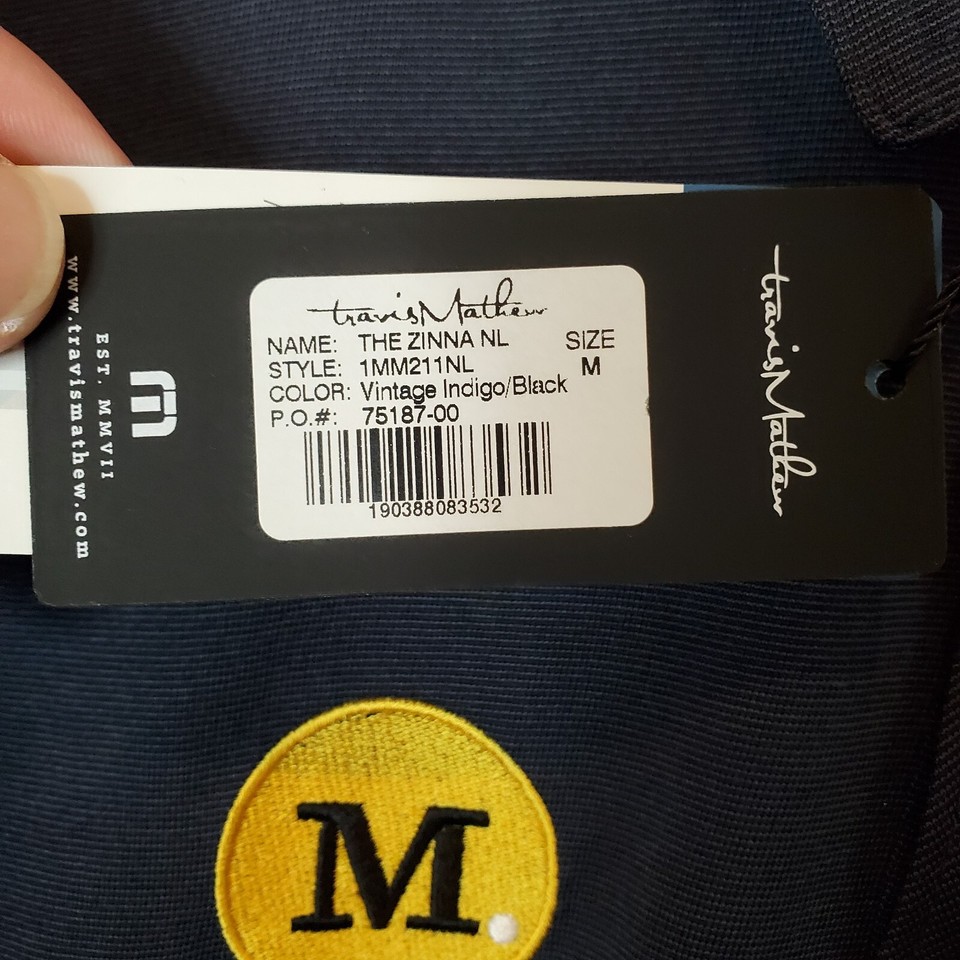 travisMathew
NAME: THE ZINNA NL SIZE
STYLE: 1MM211NL M
COLOR: Vintage Indigo/Black
P.O.#: 75187-00
190388083532
www.travismathew.com
EST. MMVII
travisMathew
M.